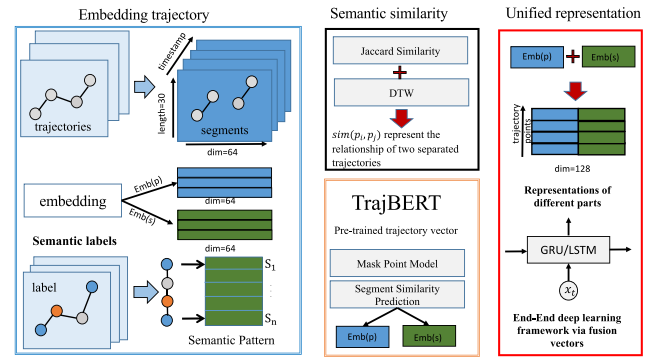 Embedding trajectory
timestamp
length=30
trajectories
segments
dim=64
embedding
Emb(p)
Emb(s)
dim=64
dim=64
Semantic labels
label
S1
Sn
Semantic Pattern
Semantic similarity
Jaccard Similarity
DTW
sim(pi, pj) represent the
relationship of two separated
trajectories
TrajBERT
Pre-trained trajectory vector
Mask Point Model
Segment Similarity
Prediction
Emb(p)
Emb(s)
Unified representation
Emb(p)
Emb(s)
trajectory
points
dim=128
Representations of
different parts
GRU/LSTM
xt
End-End deep learning
framework via fusion
vectors